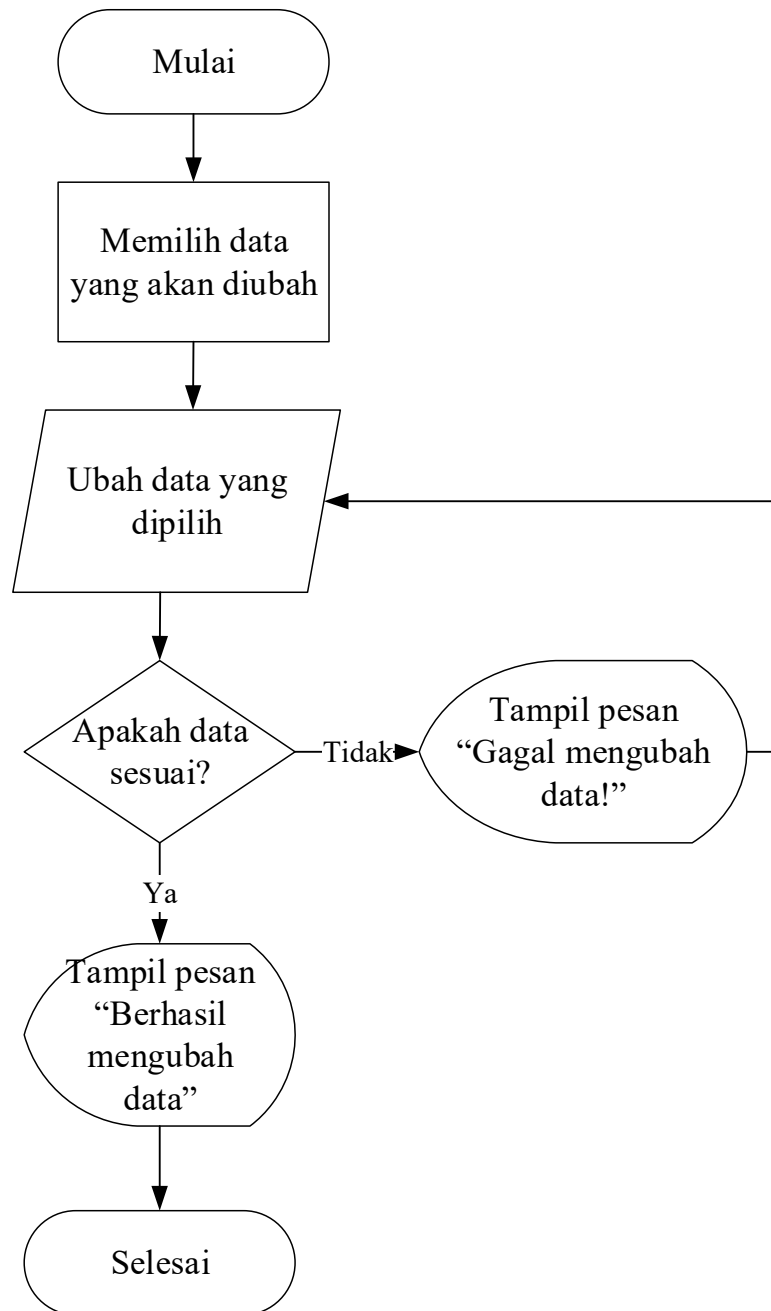 Mulai
Memilih data
yang akan diubah
Ubah data yang
dipilih
Apakah data
sesuai?
Tidak
Tampil pesan
“Gagal mengubah
data!”
Ya
Tampil pesan
“Berhasil
mengubah
data”
Selesai